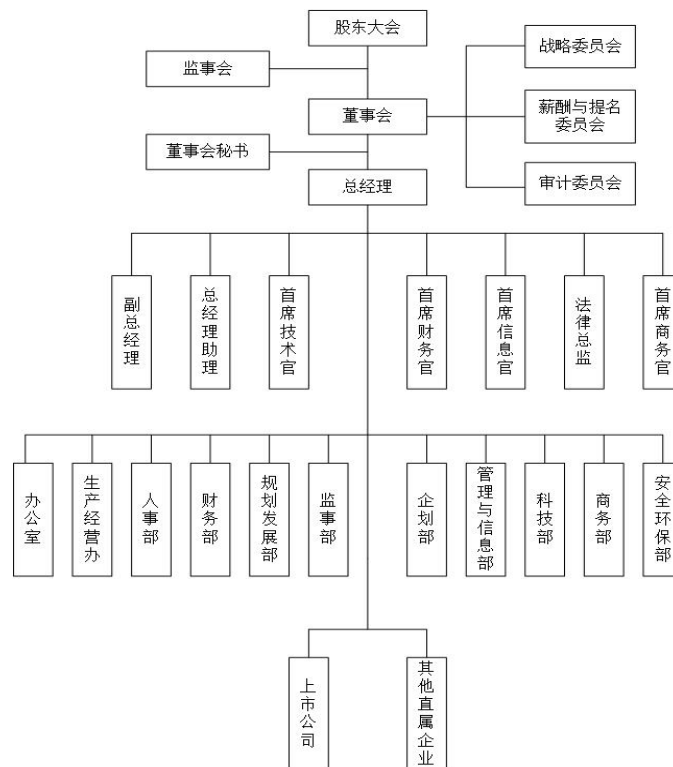 股东大会
战略委员会
监事会
董事会
薪酬与提名
委员会
董事会秘书
总经理
审计委员会
副总经理
总经理助理
首席技术官
首席财务官
首席信息官
法律总监
首席商务官
办公室
生产经营办
人事部
财务部
规划发展部
监事部
企划部
管理与信息部
科技部
商务部
安全环保部
上市公司
其他直属企业